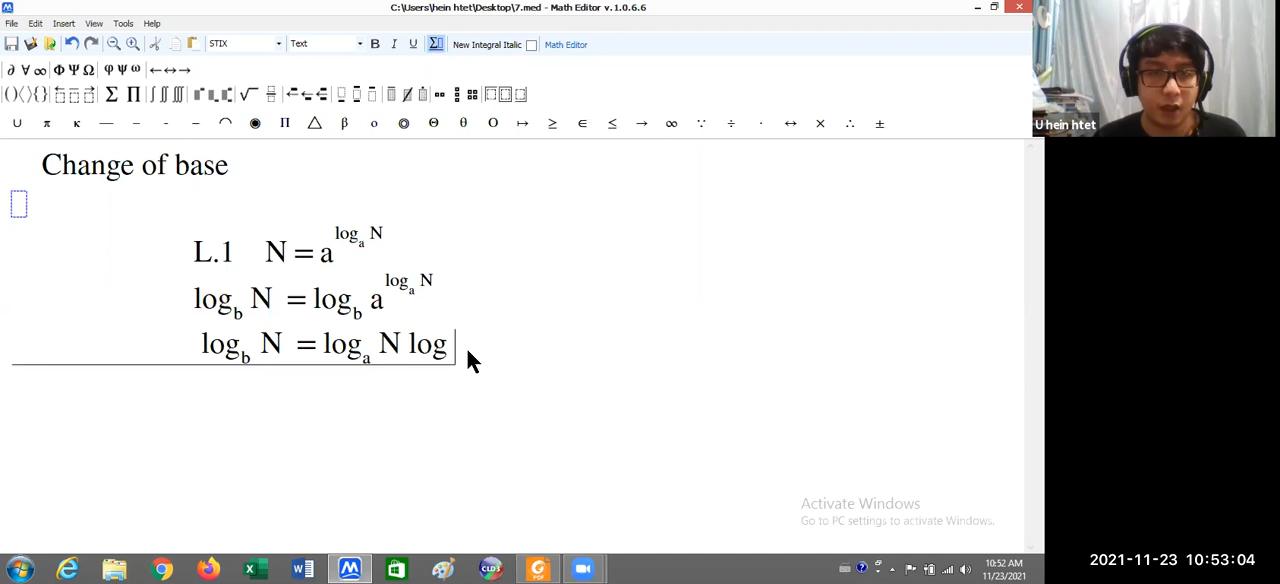 C:\Users\hein htet\Desktop\7.med - Math Editor v.1.0.6.6
File Edit Insert View Tools Help
STIX Text B I U New Integral Italic Math Editor
∂ ∀ ∞ Φ Ψ Ω φ ψ ω ←↔→
∪ π κ — − - - − ⌒ ◉ Π △ β o ◎ Θ θ O ↦ ≥ ∈ ≤ → ∞ ∵ ÷ · ↔ × ∴ ±
U hein htet
Change of base
L.1 N = a^{log_a N}
log_b N = log_b a^{log_a N}
log_b N = log_a N log
Activate Windows
Go to PC settings to activate Windows.
10:52 AM
11/23/2021
2021-11-23 10:53:04